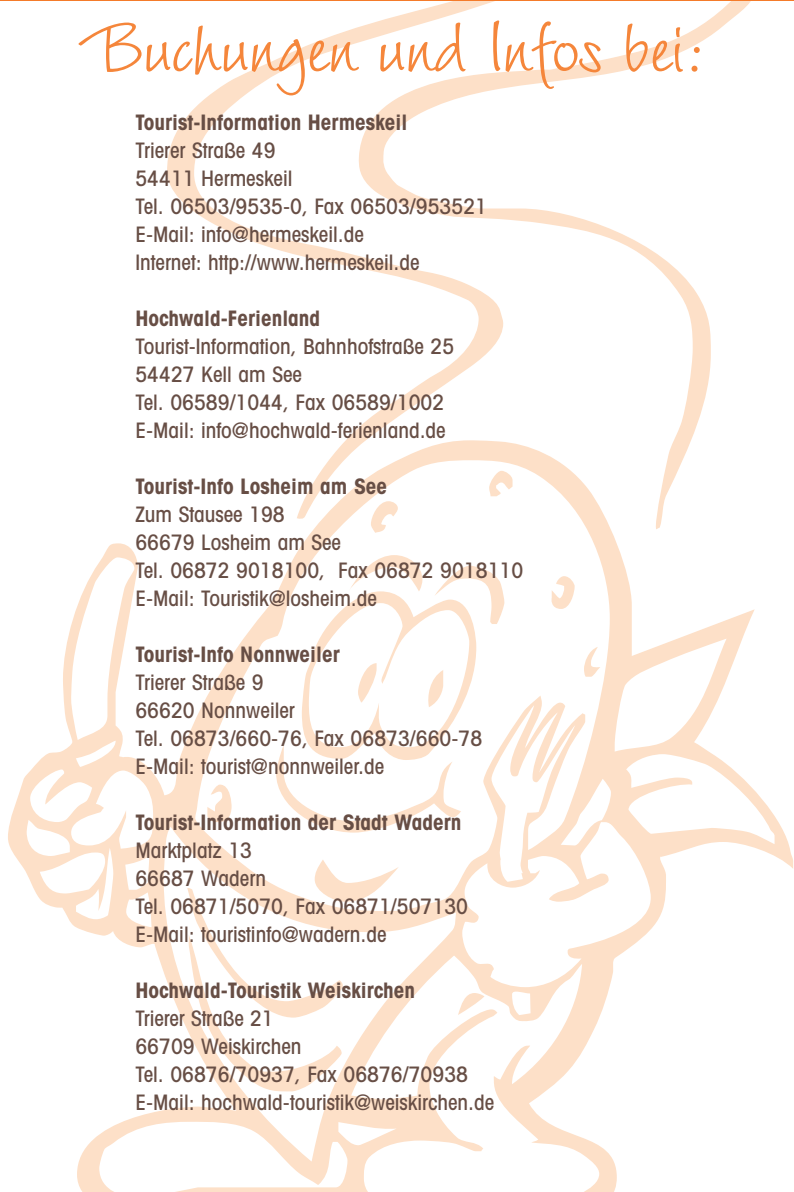 Buchungen und Infos bei:
Tourist-Information Hermeskeil
Trierer Straße 49
54411 Hermeskeil
Tel. 06503/9535-0, Fax 06503/953521
E-Mail: info@hermeskeil.de
Internet: http://www.hermeskeil.de
Hochwald-Ferienland
Tourist-Information, Bahnhofstraße 25
54427 Kell am See
Tel. 06589/1044, Fax 06589/1002
E-Mail: info@hochwald-ferienland.de
Tourist-Info Losheim am See
Zum Stausee 198
66679 Losheim am See
Tel. 06872 9018100, Fax 06872 9018110
E-Mail: Touristik@losheim.de
Tourist-Info Nonnweiler
Trierer Straße 9
66620 Nonnweiler
Tel. 06873/660-76, Fax 06873/660-78
E-Mail: tourist@nonnweiler.de
Tourist-Information der Stadt Wadern
Marktplatz 13
66687 Wadern
Tel. 06871/5070, Fax 06871/507130
E-Mail: touristinfo@wadern.de
Hochwald-Touristik Weiskirchen
Trierer Straße 21
66709 Weiskirchen
Tel. 06876/70937, Fax 06876/70938
E-Mail: hochwald-touristik@weiskirchen.de